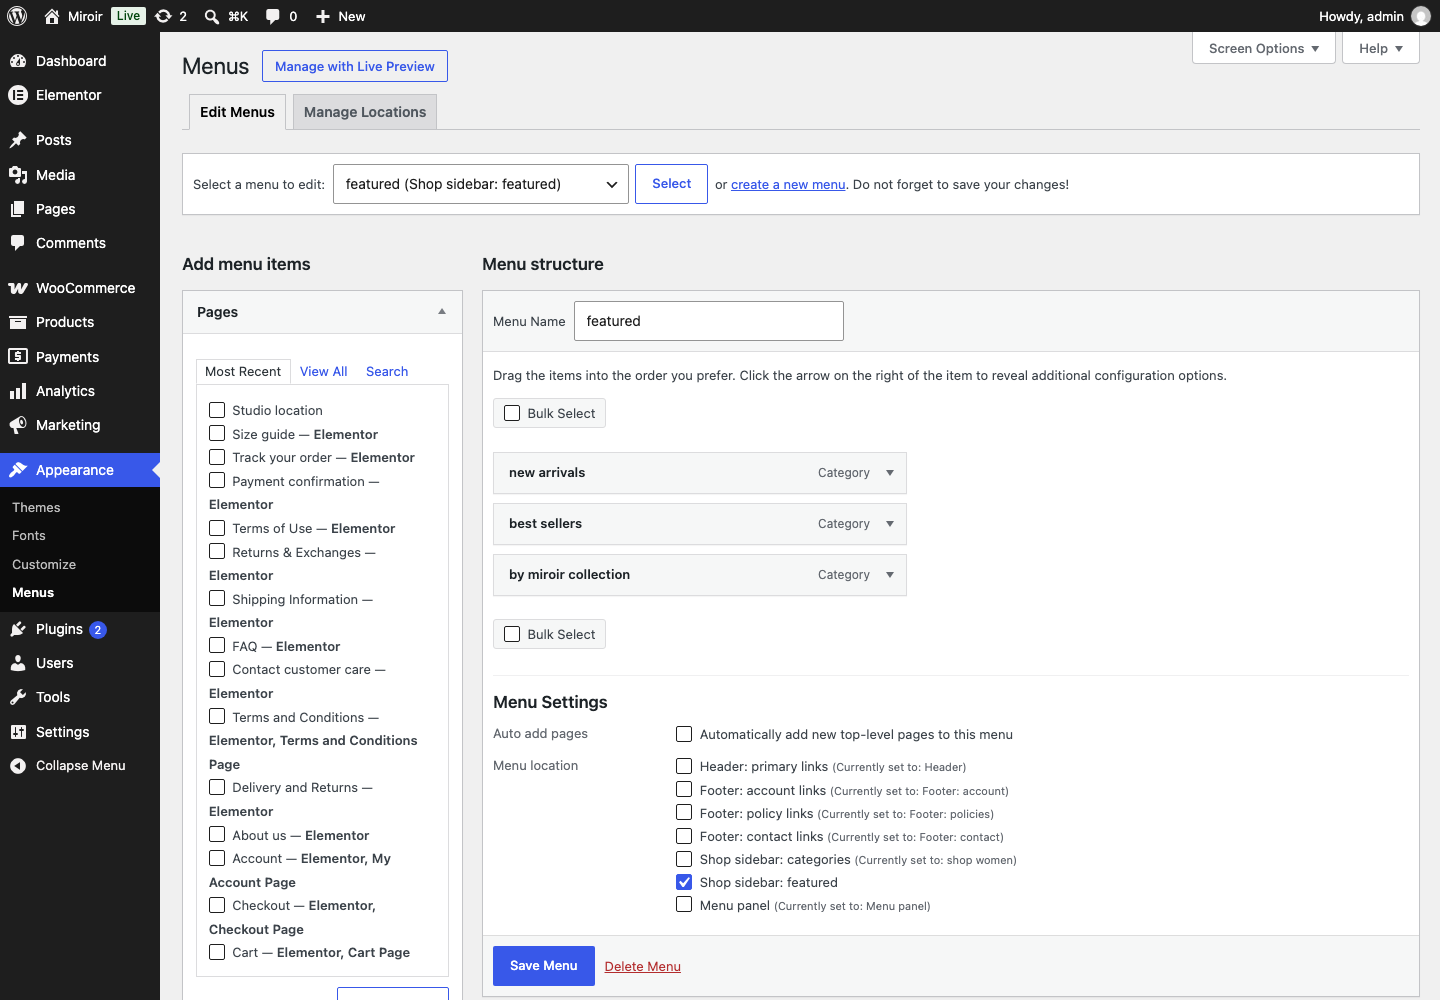 Miroir Live 2 ⌘K 0 New
Howdy, admin
Dashboard
Elementor
Posts
Media
Pages
Comments
WooCommerce
Products
Payments
Analytics
Marketing
Appearance
Themes
Fonts
Customize
Menus
Plugins 2
Users
Tools
Settings
Collapse Menu
Screen Options
Help
Menus
Manage with Live Preview
Edit Menus
Manage Locations
Select a menu to edit: featured (Shop sidebar: featured) Select or create a new menu. Do not forget to save your changes!
Add menu items
Pages
Most Recent View All Search
Studio location
Size guide — Elementor
Track your order — Elementor
Payment confirmation —
Elementor
Terms of Use — Elementor
Returns & Exchanges —
Elementor
Shipping Information —
Elementor
FAQ — Elementor
Contact customer care —
Elementor
Terms and Conditions —
Elementor, Terms and Conditions
Page
Delivery and Returns —
Elementor
About us — Elementor
Account — Elementor, My
Account Page
Checkout — Elementor,
Checkout Page
Cart — Elementor, Cart Page
Menu structure
Menu Name featured
Drag the items into the order you prefer. Click the arrow on the right of the item to reveal additional configuration options.
Bulk Select
new arrivals Category
best sellers Category
by miroir collection Category
Bulk Select
Menu Settings
Auto add pages
Automatically add new top-level pages to this menu
Menu location
Header: primary links (Currently set to: Header)
Footer: account links (Currently set to: Footer: account)
Footer: policy links (Currently set to: Footer: policies)
Footer: contact links (Currently set to: Footer: contact)
Shop sidebar: categories (Currently set to: shop women)
Shop sidebar: featured
Menu panel (Currently set to: Menu panel)
Save Menu
Delete Menu